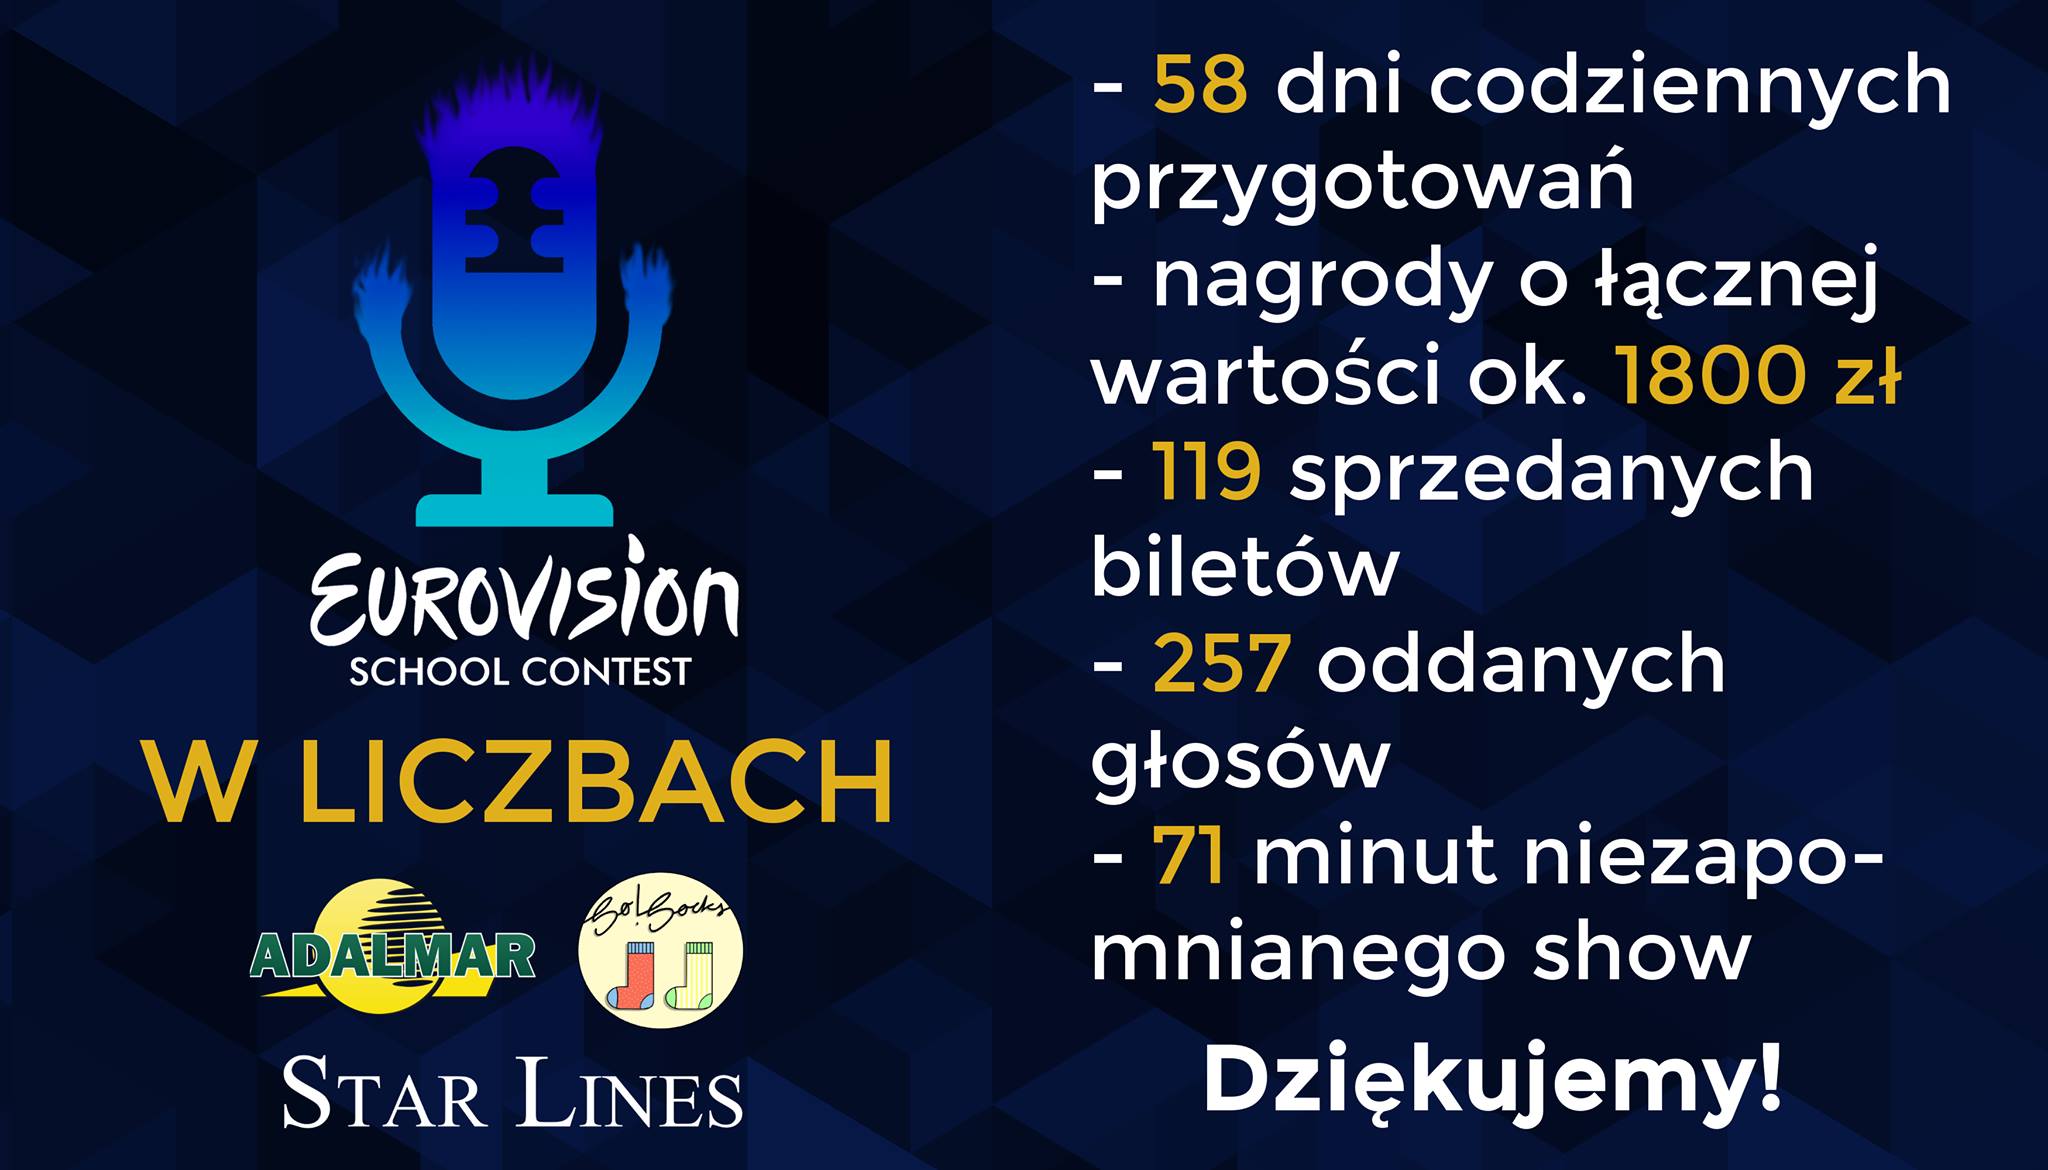 EUROVISION
SCHOOL CONTEST
W LICZBACH
ADALMAR
So! Socks
STAR LINES
- 58 dni codziennych
przygotowań
- nagrody o łącznej
wartości ok. 1800 zł
- 119 sprzedanych
biletów
- 257 oddanych
głosów
- 71 minut niezapo-
mnianego show
Dziękujemy!